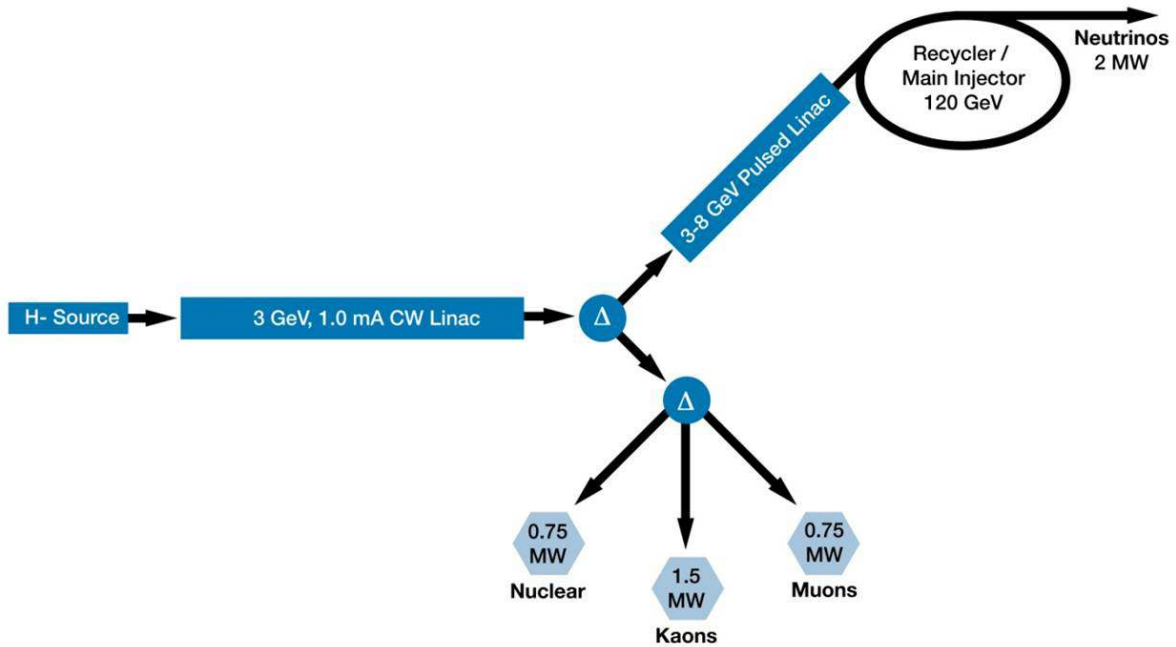 Neutrinos
2 MW
Recycler /
Main Injector
120 GeV
3-8 GeV Pulsed Linac
H- Source
3 GeV, 1.0 mA CW Linac
Δ
Δ
0.75
MW
Nuclear
1.5
MW
Kaons
0.75
MW
Muons